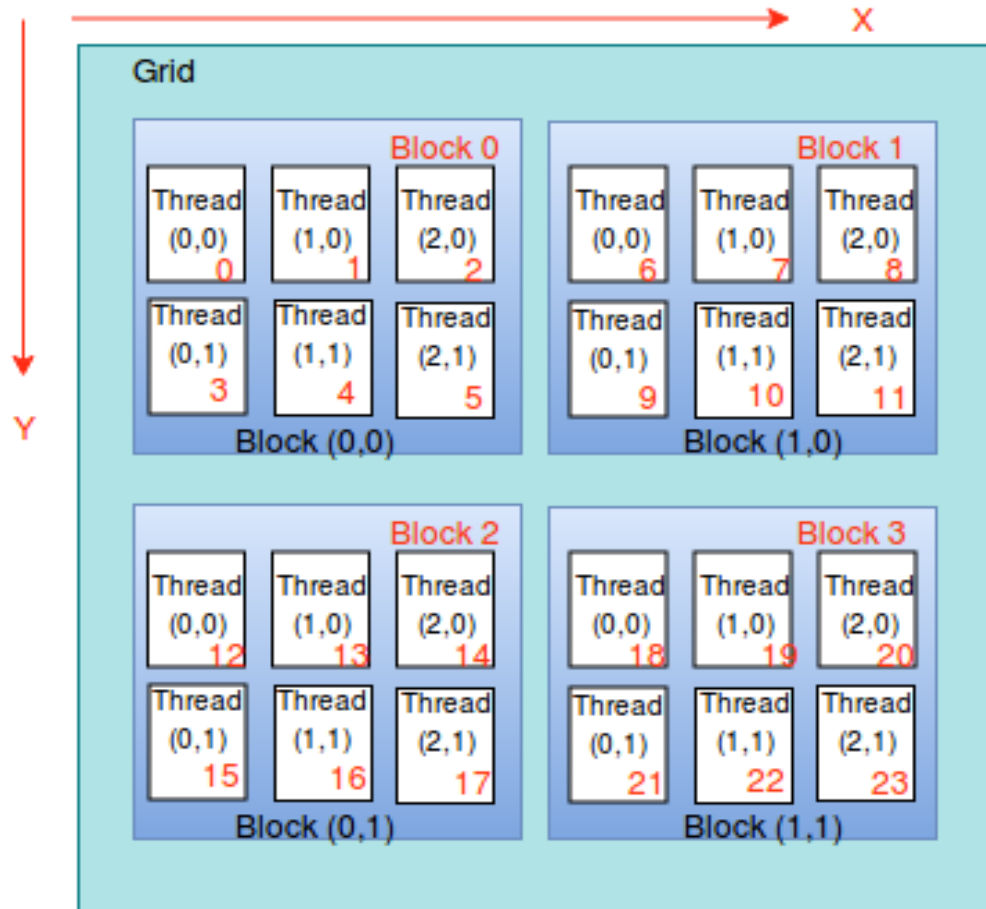 X
Y
Grid
Block 0
Thread
(0,0)
0
Thread
(1,0)
1
Thread
(2,0)
2
Thread
(0,1)
3
Thread
(1,1)
4
Thread
(2,1)
5
Block (0,0)
Block 1
Thread
(0,0)
6
Thread
(1,0)
7
Thread
(2,0)
8
Thread
(0,1)
9
Thread
(1,1)
10
Thread
(2,1)
11
Block (1,0)
Block 2
Thread
(0,0)
12
Thread
(1,0)
13
Thread
(2,0)
14
Thread
(0,1)
15
Thread
(1,1)
16
Thread
(2,1)
17
Block (0,1)
Block 3
Thread
(0,0)
18
Thread
(1,0)
19
Thread
(2,0)
20
Thread
(0,1)
21
Thread
(1,1)
22
Thread
(2,1)
23
Block (1,1)